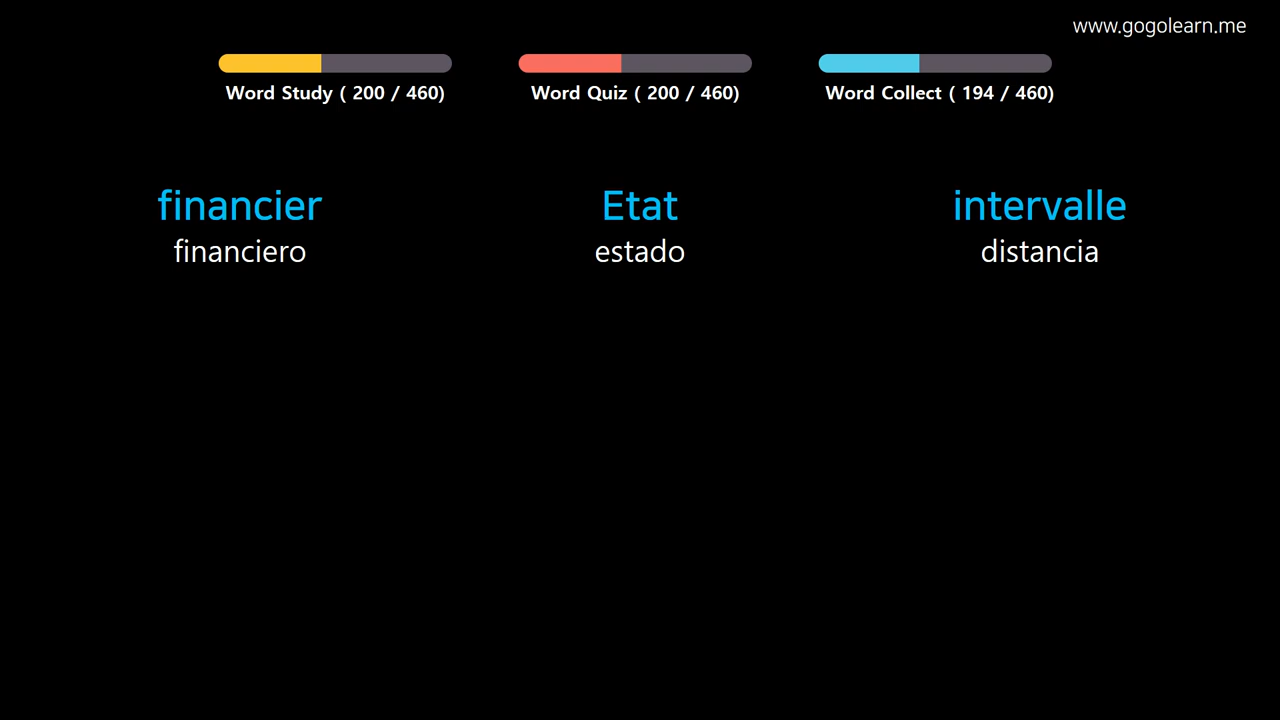 www.gogolearn.me
Word Study ( 200 / 460)
Word Quiz ( 200 / 460)
Word Collect ( 194 / 460)
financier
financiero
Etat
estado
intervalle
distancia